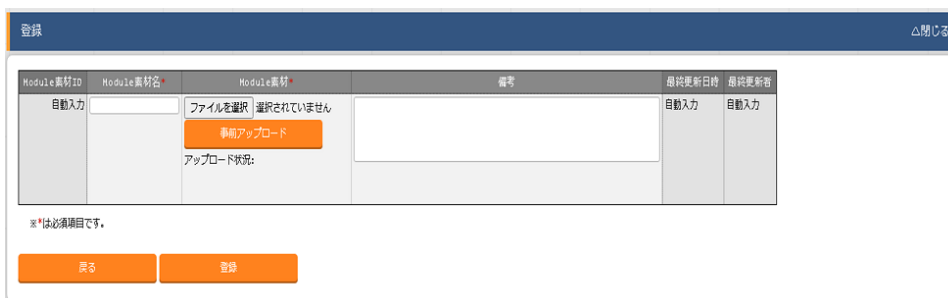 登録 △閉じる
Module素材ID Module素材名* Module素材* 備考 最終更新日時 最終更新者
自動入力 ファイルを選択 選択されていません 自動入力 自動入力
事前アップロード
アップロード状況:
※*は必須項目です。
戻る 登録